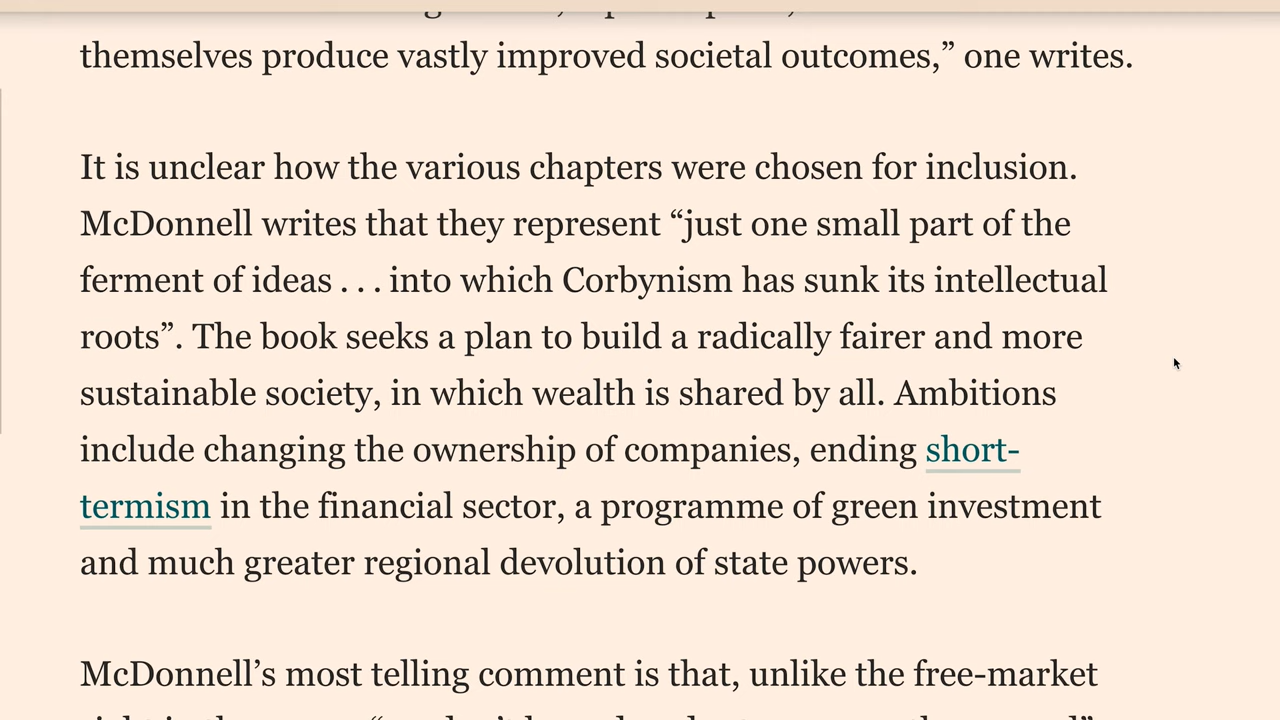 themselves produce vastly improved societal outcomes,” one writes.
It is unclear how the various chapters were chosen for inclusion.
McDonnell writes that they represent “just one small part of the
ferment of ideas . . . into which Corbynism has sunk its intellectual
roots”. The book seeks a plan to build a radically fairer and more
sustainable society, in which wealth is shared by all. Ambitions
include changing the ownership of companies, ending short-
termism in the financial sector, a programme of green investment
and much greater regional devolution of state powers.
McDonnell’s most telling comment is that, unlike the free-market